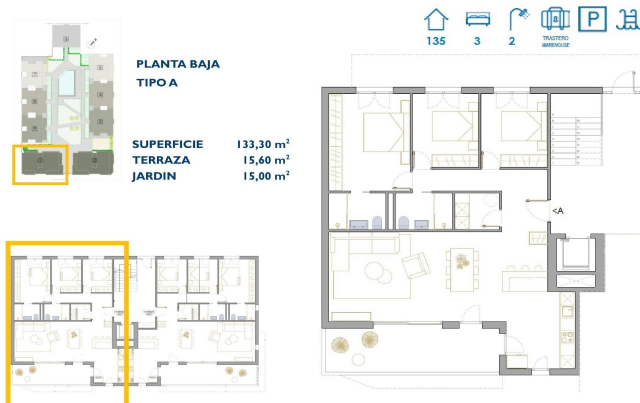 135
3
2
TRASTERO
WAREHOUSE
P
PLANTA BAJA
TIPO A
SUPERFICIE 133,30 m²
TERRAZA 15,60 m²
JARDIN 15,00 m²
<A